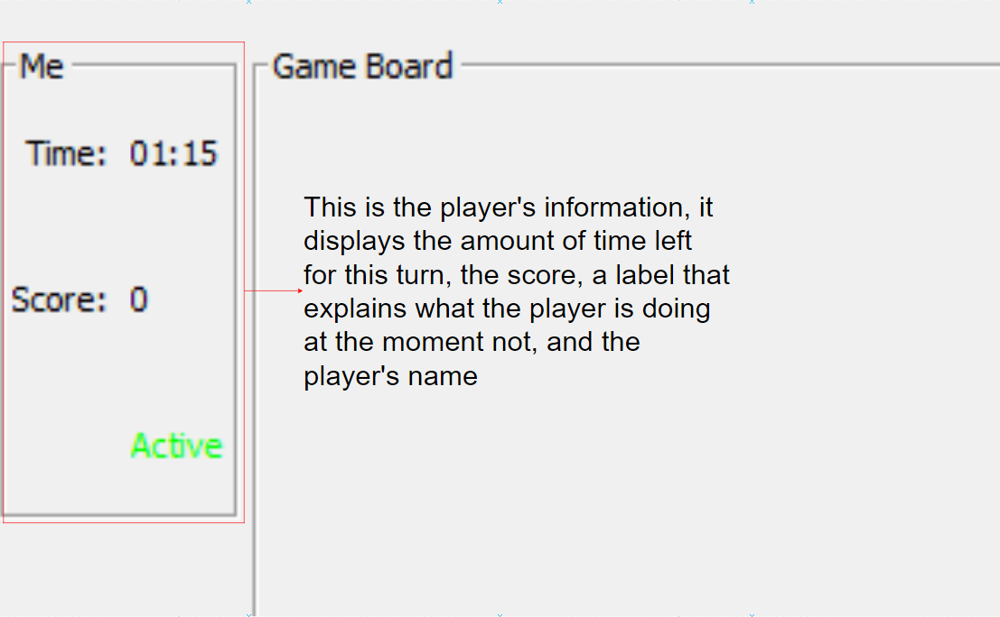 Me
Time: 01:15
Score: 0
Active
Game Board
This is the player's information, it
displays the amount of time left
for this turn, the score, a label that
explains what the player is doing
at the moment not, and the
player's name